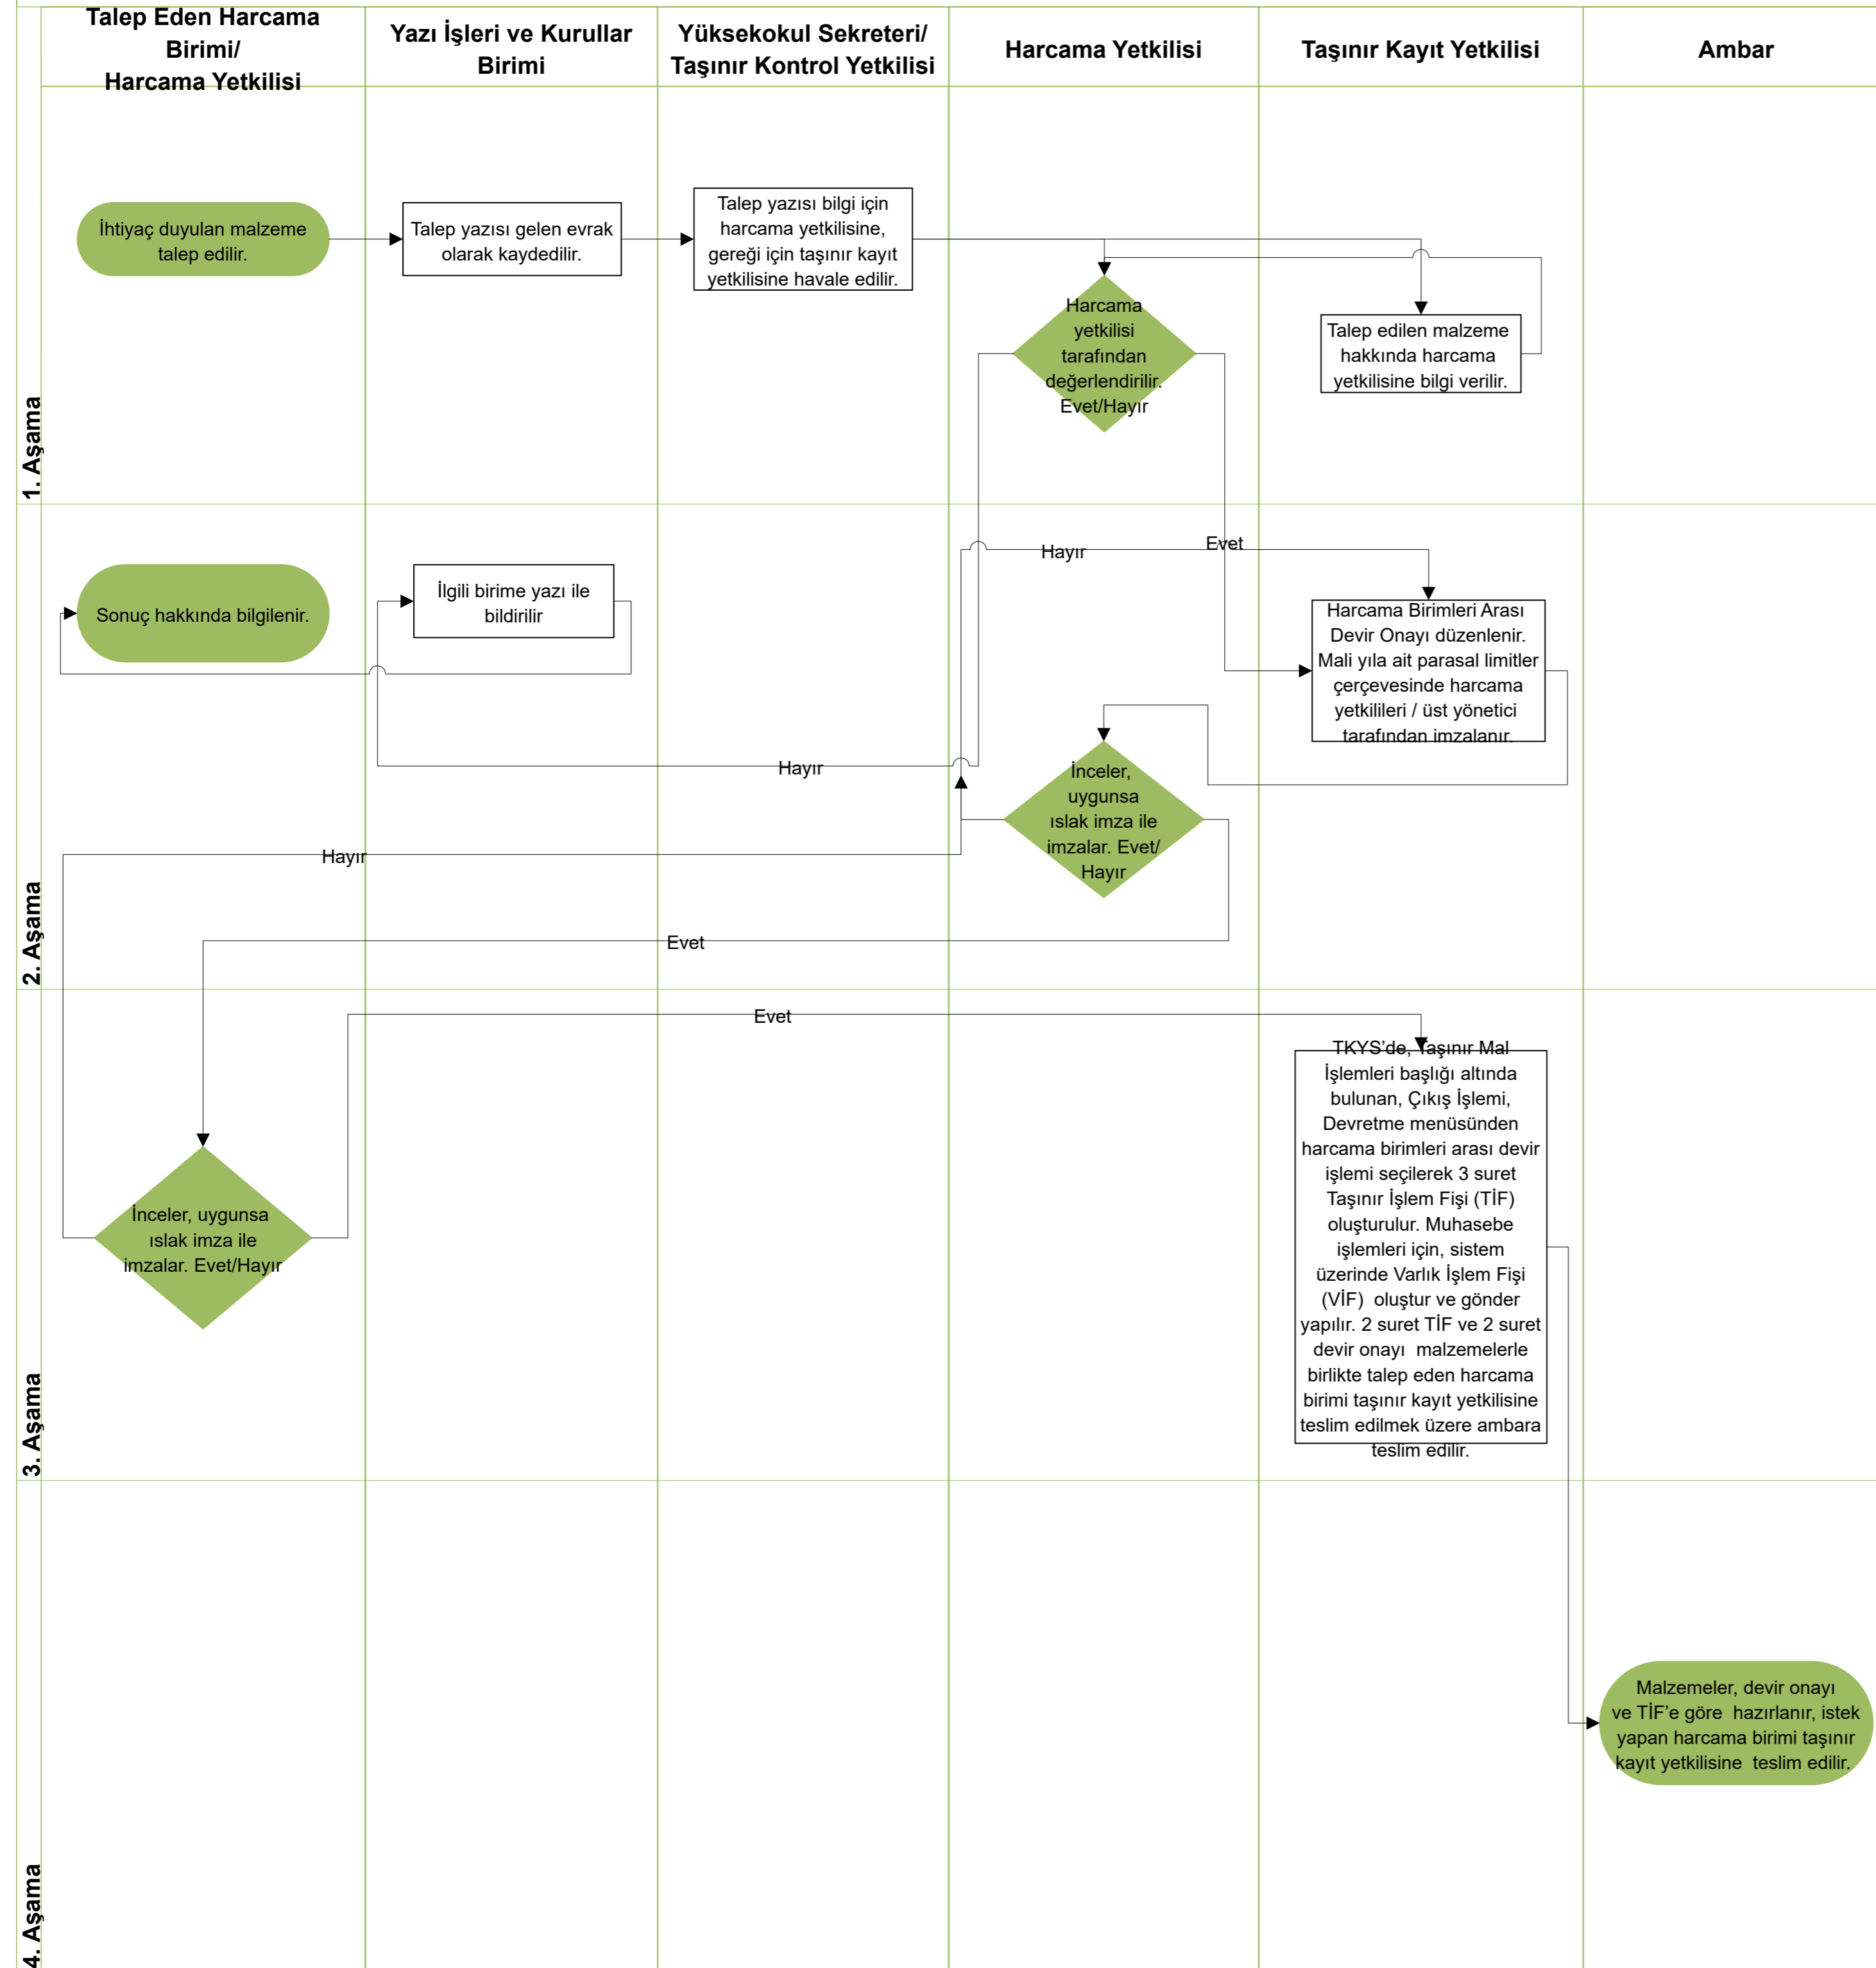 Talep Eden Harcama
Birimi/
Harcama Yetkilisi
Yazı İşleri ve Kurullar
Birimi
Yüksekokul Sekreteri/
Taşınır Kontrol Yetkilisi
Harcama Yetkilisi
Taşınır Kayıt Yetkilisi
Ambar
1. Aşama
İhtiyaç duyulan malzeme
talep edilir.
Talep yazısı gelen evrak
olarak kaydedilir.
Talep yazısı bilgi için
harcama yetkilisine,
gereği için taşınır kayıt
yetkilisine havale edilir.
Harcama
yetkilisi
tarafından
değerlendirilir.
Evet/Hayır
Talep edilen malzeme
hakkında harcama
yetkilisine bilgi verilir.
2. Aşama
Sonuç hakkında bilgilenir.
İlgili birime yazı ile
bildirilir
Hayır
Evet
Harcama Birimleri Arası
Devir Onayı düzenlenir.
Mali yıla ait parasal limitler
çerçevesinde harcama
yetkilileri / üst yönetici
tarafından imzalanır.
Hayır
İnceler,
uygunsa
ıslak imza ile
imzalar. Evet/
Hayır
Hayır
Evet
3. Aşama
Evet
İnceler, uygunsa
ıslak imza ile
imzalar. Evet/Hayır
TKYS’de, Taşınır Mal
İşlemleri başlığı altında
bulunan, Çıkış İşlemi,
Devretme menüsünden
harcama birimleri arası devir
işlemi seçilerek 3 suret
Taşınır İşlem Fişi (TİF)
oluşturulur. Muhasebe
işlemleri için, sistem
üzerinde Varlık İşlem Fişi
(VİF)  oluştur ve gönder
yapılır. 2 suret TİF ve 2 suret
devir onayı  malzemelerle
birlikte talep eden harcama
birimi taşınır kayıt yetkilisine
teslim edilmek üzere ambara
teslim edilir.
4. Aşama
Malzemeler, devir onayı
ve TİF’e göre  hazırlanır, istek
yapan harcama birimi taşınır
kayıt yetkilisine  teslim edilir.